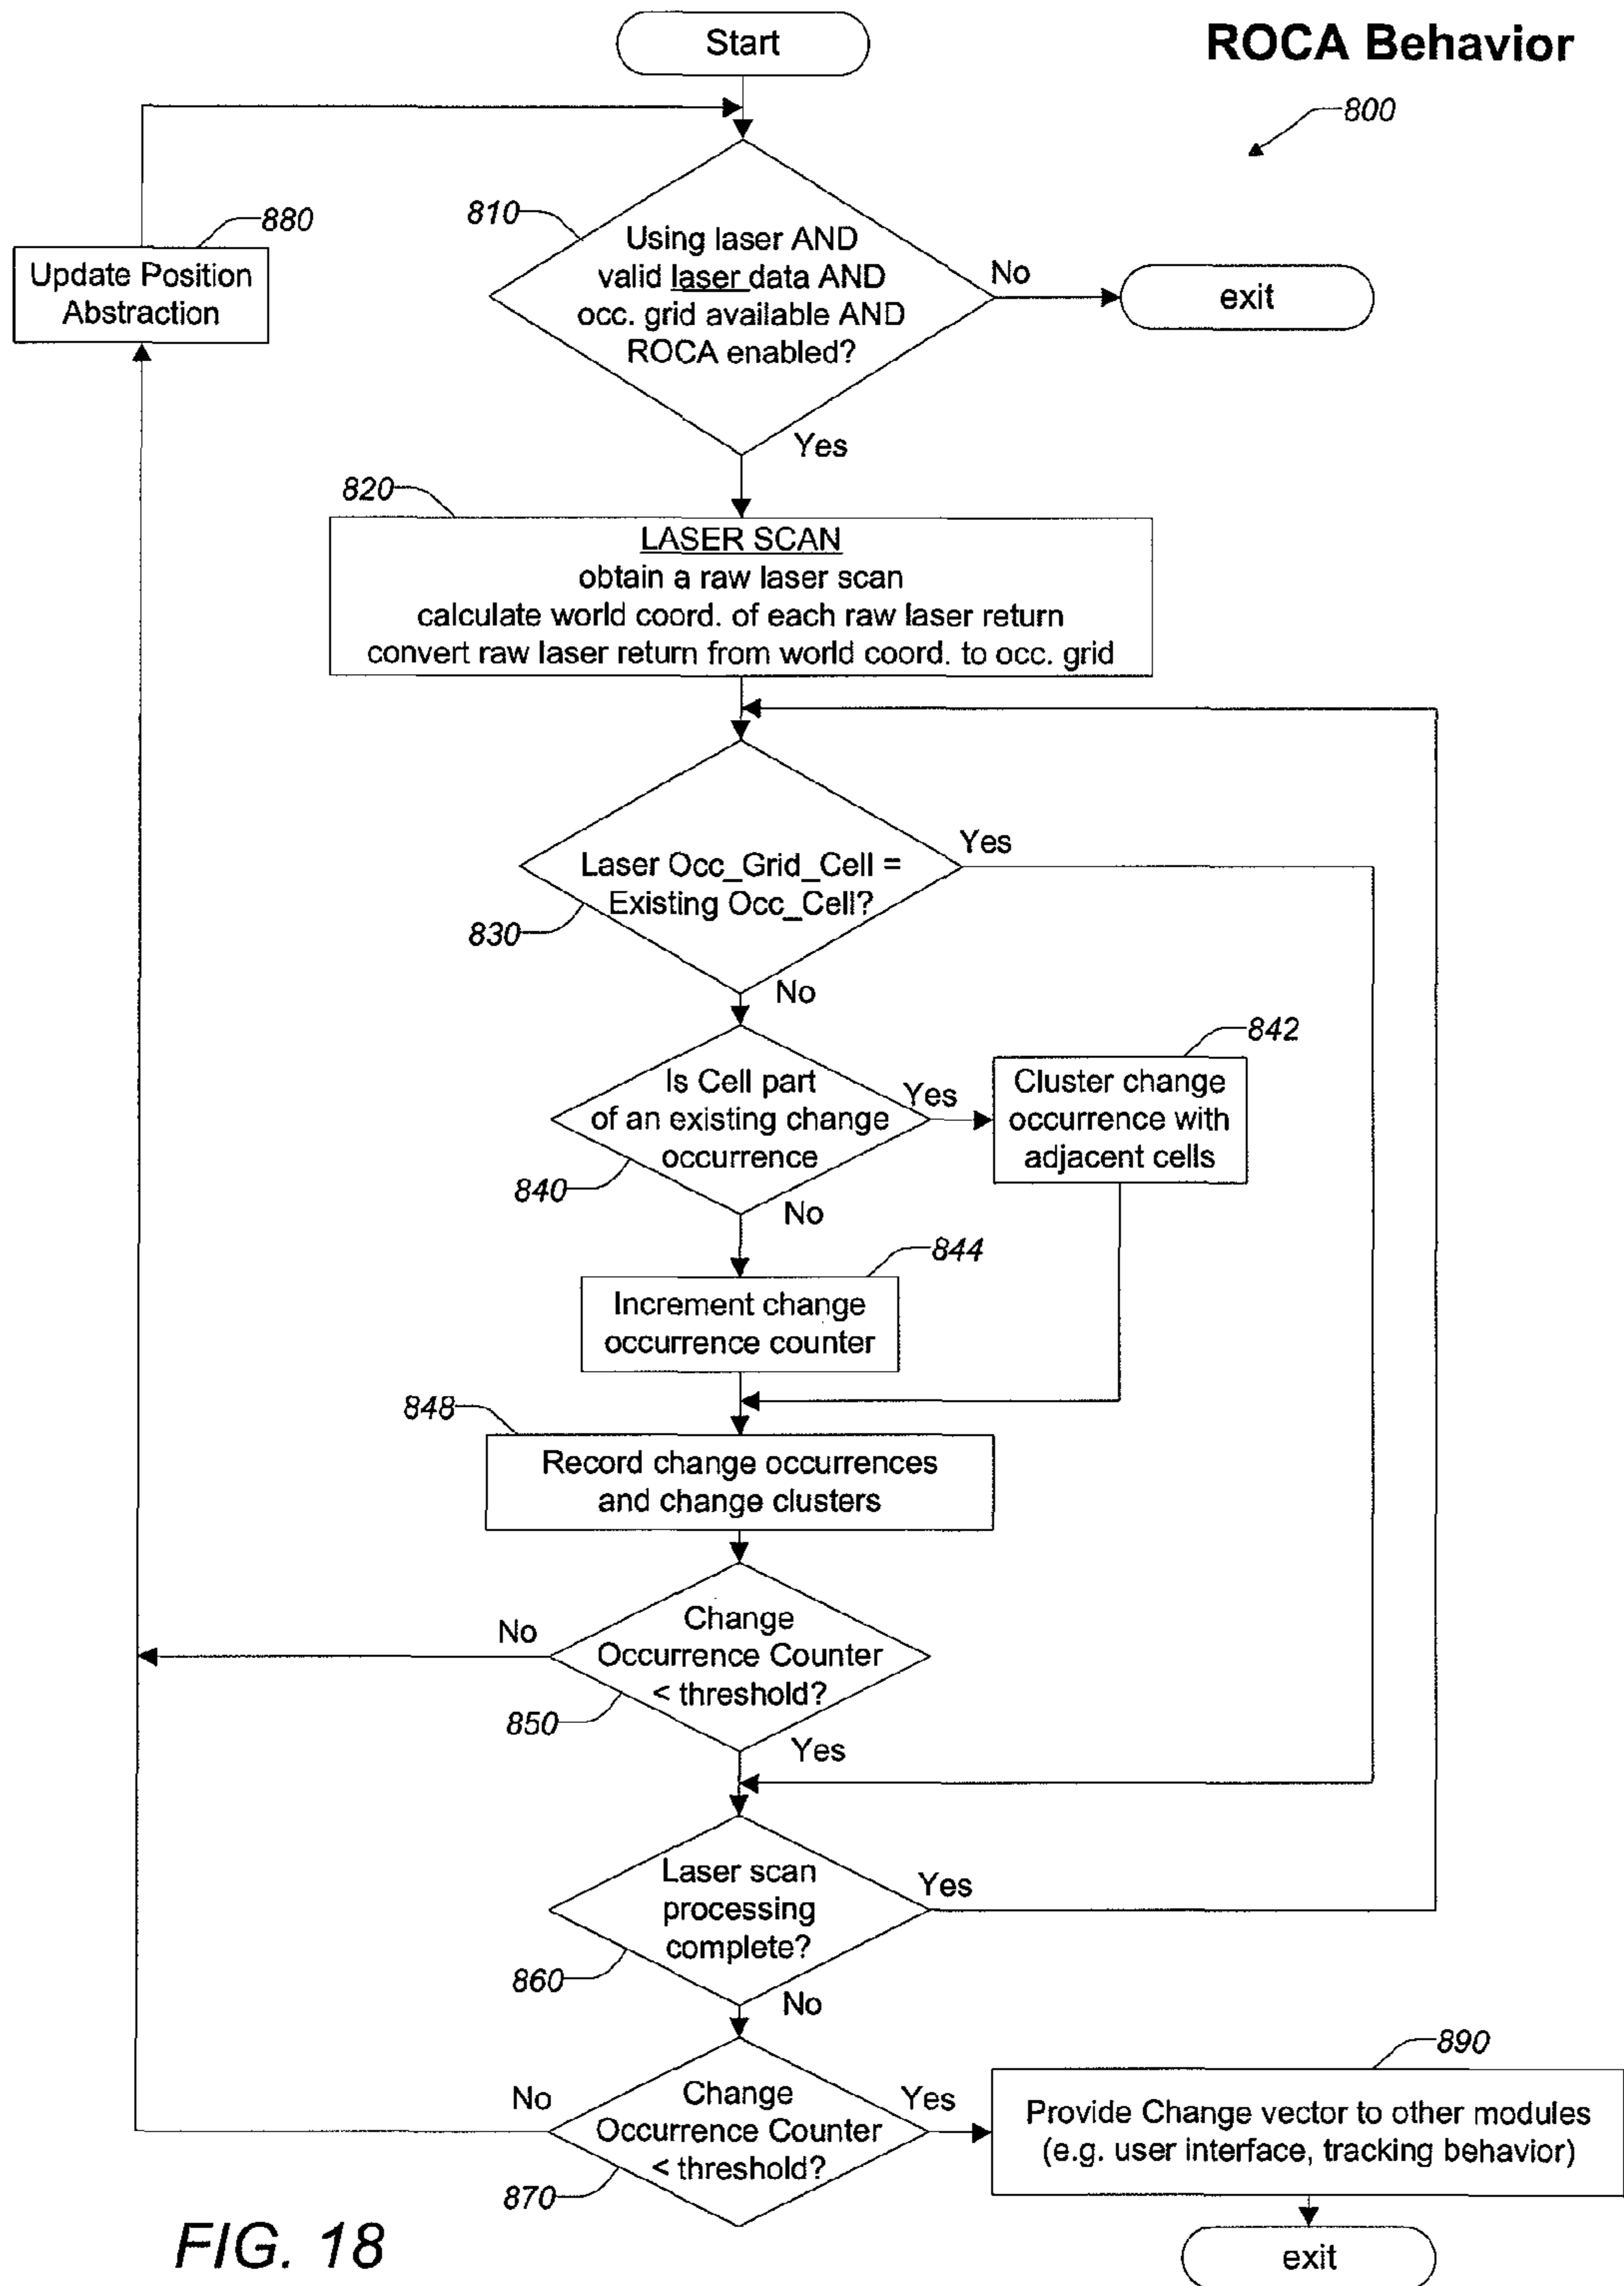 Start
ROCA Behavior
800
880
Update Position
Abstraction
810
Using laser AND
valid laser data AND
occ. grid available AND
ROCA enabled?
No
exit
Yes
820
LASER SCAN
obtain a raw laser scan
calculate world coord. of each raw laser return
convert raw laser return from world coord. to occ. grid
Yes
Laser Occ_Grid_Cell =
Existing Occ_Cell?
830
No
842
Is Cell part
of an existing change
occurrence
Yes
Cluster change
occurrence with
adjacent cells
840
No
844
Increment change
occurrence counter
848
Record change occurrences
and change clusters
No
Change
Occurrence Counter
< threshold?
850
Yes
Laser scan
processing
complete?
Yes
860
No
890
No
Change
Occurrence Counter
< threshold?
Yes
Provide Change vector to other modules
(e.g. user interface, tracking behavior)
870
exit
FIG. 18